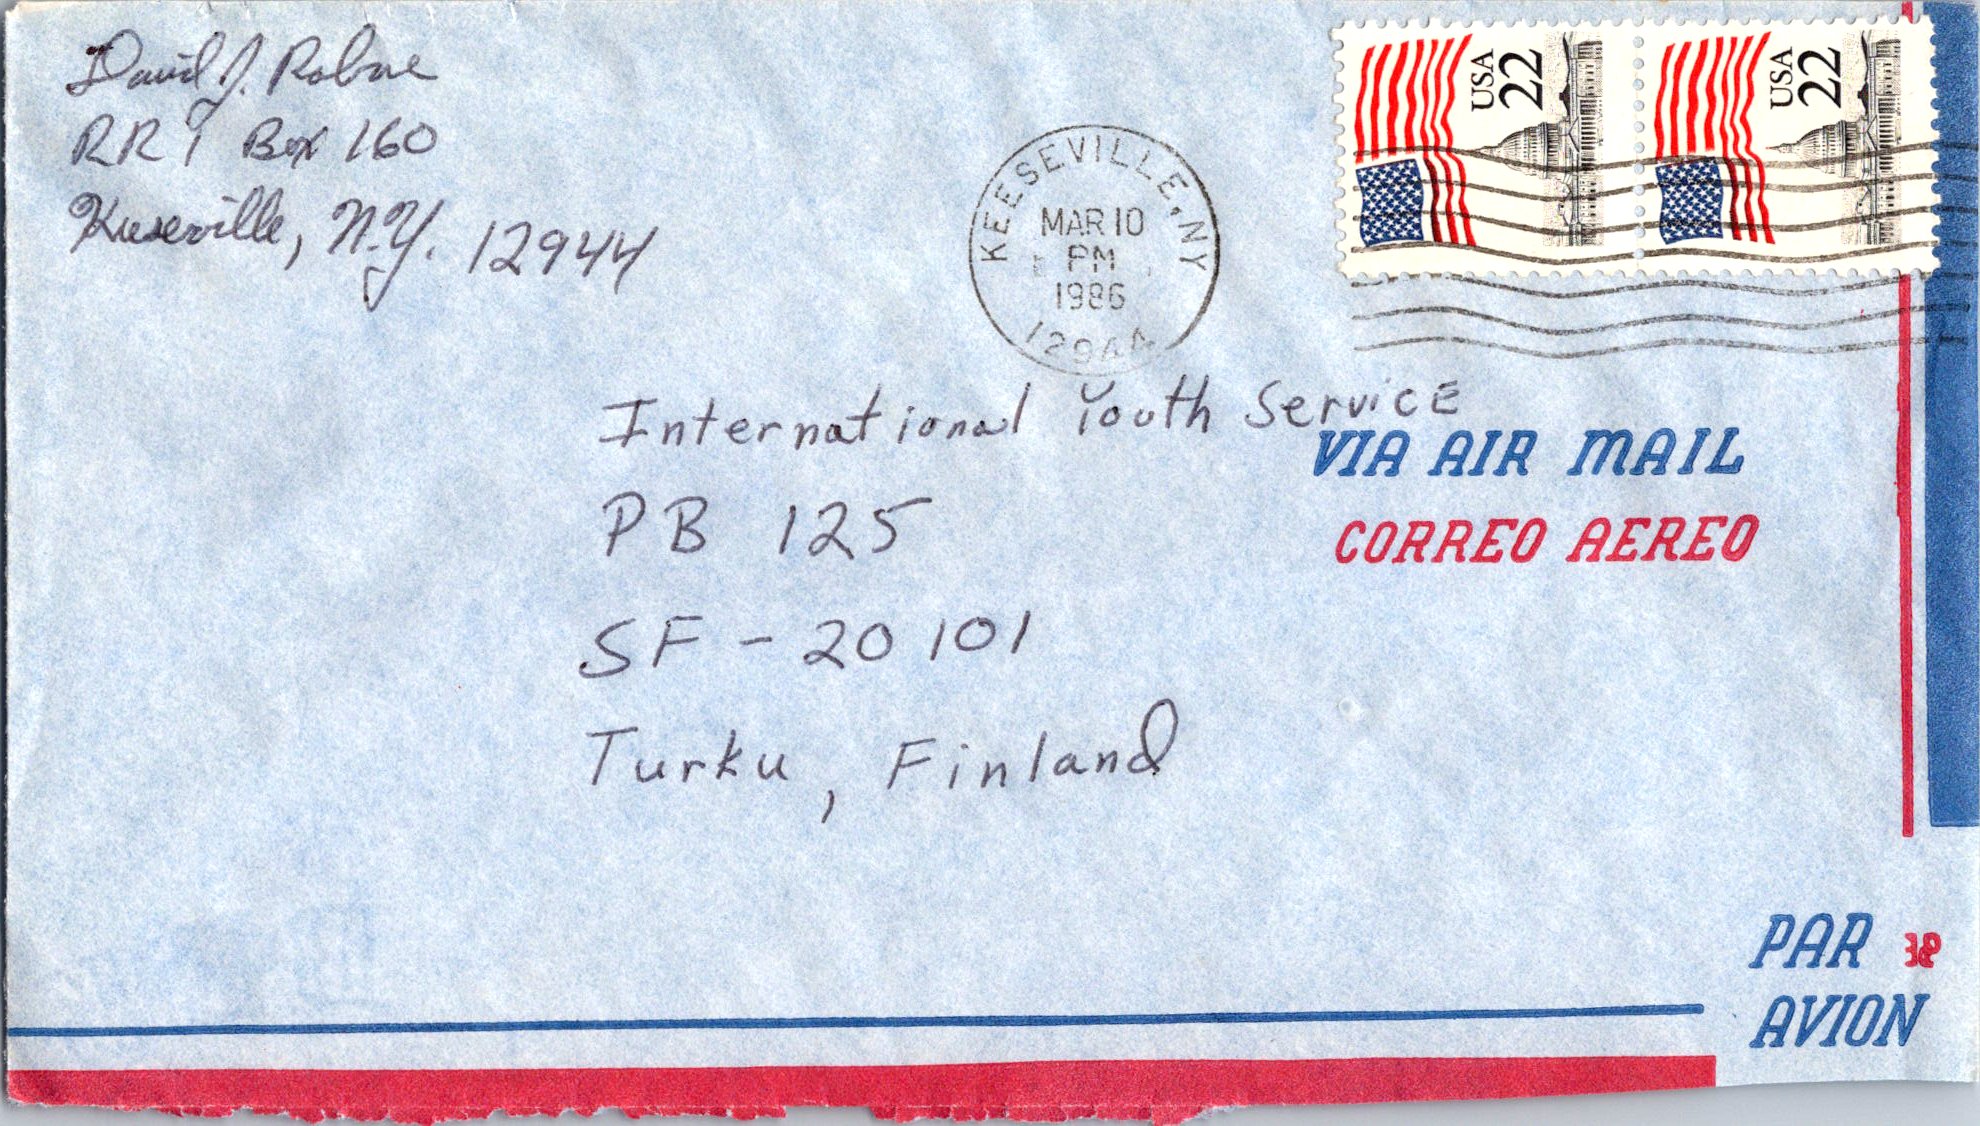 David J. Rabne
RR 1 Box 160
Keeseville, N.Y. 12944
KEESEVILLE, NY
MAR 10
PM
1986
12944
USA 22
USA 22
International Youth Service
PB 125
SF - 20101
Turku, Finland
VIA AIR MAIL
CORREO AEREO
PAR
AVION